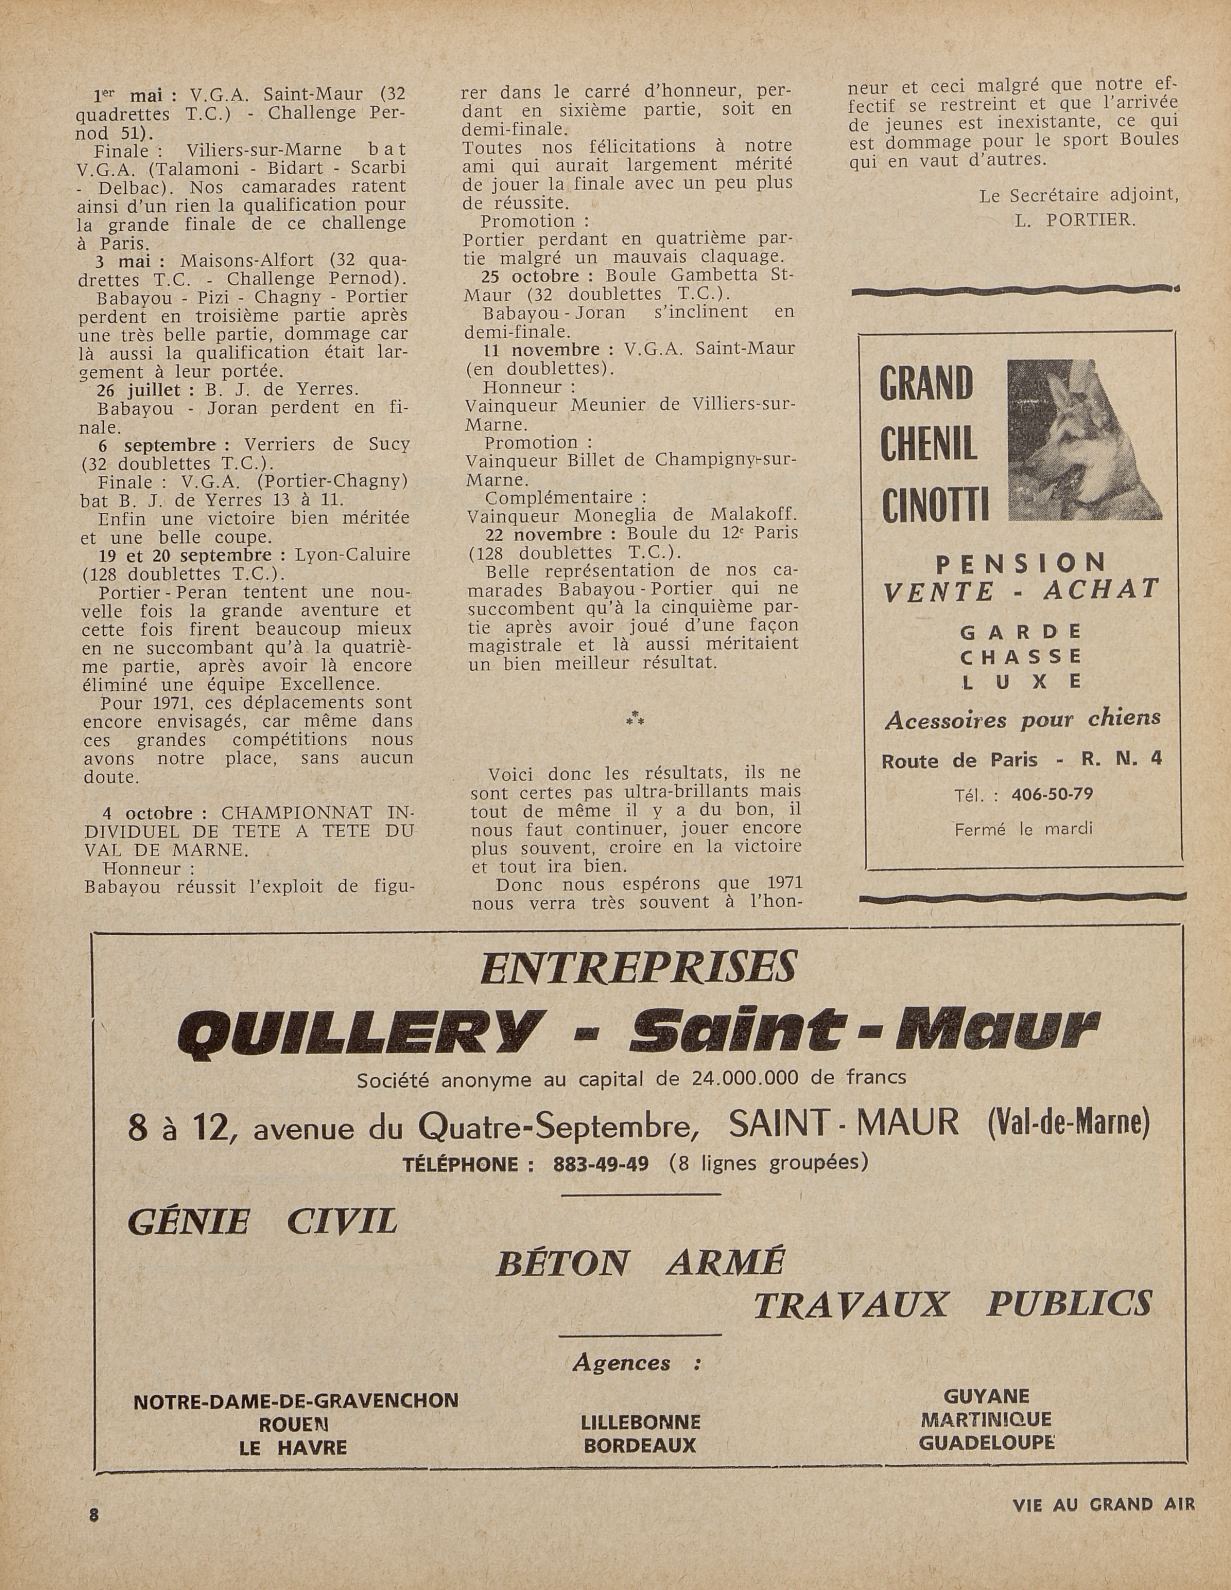 1er mai : V.G.A. Saint-Maur (32
quadrettes T.C.) - Challenge Per-
nod 51).
Finale : Viliers-sur-Marne bat
V.G.A. (Talamoni - Bidart - Scarbi
- Delbac). Nos camarades ratent
ainsi d'un rien la qualification pour
la grande finale de ce challenge
à Paris.
3 mai : Maisons-Alfort (32 qua-
drettes T.C. - Challenge Pernod).
Babayou - Pizi - Chagny - Portier
perdent en troisième partie après
une très belle partie, dommage car
là aussi la qualification était lar-
gement à leur portée.
26 juillet : B. J. de Yerres.
Babayou - Joran perdent en fi-
nale.
6 septembre : Verriers de Sucy
(32 doublettes T.C.).
Finale : V.G.A. (Portier-Chagny)
bat B. J. de Yerres 13 à 11.
Enfin une victoire bien méritée
et une belle coupe.
19 et 20 septembre : Lyon-Caluire
(128 doublettes T.C.).
Portier - Peran tentent une nou-
velle fois la grande aventure et
cette fois firent beaucoup mieux
en ne succombant qu'à la quatriè-
me partie, après avoir là encore
éliminé une équipe Excellence.
Pour 1971, ces déplacements sont
encore envisagés, car même dans
ces grandes compétitions nous
avons notre place, sans aucun
doute.
4 octobre : CHAMPIONNAT IN-
DIVIDUEL DE TETE A TETE DU
VAL DE MARNE.
Honneur :
Babayou réussit l'exploit de figu-
rer dans le carré d'honneur, per-
dant en sixième partie, soit en
demi-finale.
Toutes nos félicitations à notre
ami qui aurait largement mérité
de jouer la finale avec un peu plus
de réussite.
Promotion :
Portier perdant en quatrième par-
tie malgré un mauvais claquage.
25 octobre : Boule Gambetta St-
Maur (32 doublettes T.C.).
Babayou - Joran s'inclinent en
demi-finale.
11 novembre : V.G.A. Saint-Maur
(en doublettes).
Honneur :
Vainqueur Meunier de Villiers-sur-
Marne.
Promotion :
Vainqueur Billet de Champigny-sur-
Marne.
Complémentaire :
Vainqueur Moneglia de Malakoff.
22 novembre : Boule du 12e Paris
(128 doublettes T.C.).
Belle représentation de nos ca-
marades Babayou - Portier qui ne
succombent qu'à la cinquième par-
tie après avoir joué d'une façon
magistrale et là aussi méritaient
un bien meilleur résultat.
***
Voici donc les résultats, ils ne
sont certes pas ultra-brillants mais
tout de même il y a du bon, il
nous faut continuer, jouer encore
plus souvent, croire en la victoire
et tout ira bien.
Donc nous espérons que 1971
nous verra très souvent à l'hon-
neur et ceci malgré que notre ef-
fectif se restreint et que l'arrivée
de jeunes est inexistante, ce qui
est dommage pour le sport Boules
qui en vaut d'autres.
Le Secrétaire adjoint,
L. PORTIER.
GRAND
CHENIL
CINOTTI
PENSION
VENTE - ACHAT
GARDE
CHASSE
LUXE
Acessoires pour chiens
Route de Paris - R. N. 4
Tél. : 406-50-79
Fermé le mardi
ENTREPRISES
QUILLERY - Saint-Maur
Société anonyme au capital de 24.000.000 de francs
8 à 12, avenue du Quatre-Septembre, SAINT-MAUR (Val-de-Marne)
TÉLÉPHONE : 883-49-49 (8 lignes groupées)
GÉNIE CIVIL
BÉTON ARMÉ
TRAVAUX PUBLICS
Agences :
NOTRE-DAME-DE-GRAVENCHON
ROUEN
LE HAVRE
LILLEBONNE
BORDEAUX
GUYANE
MARTINIQUE
GUADELOUPE
8
VIE AU GRAND AIR